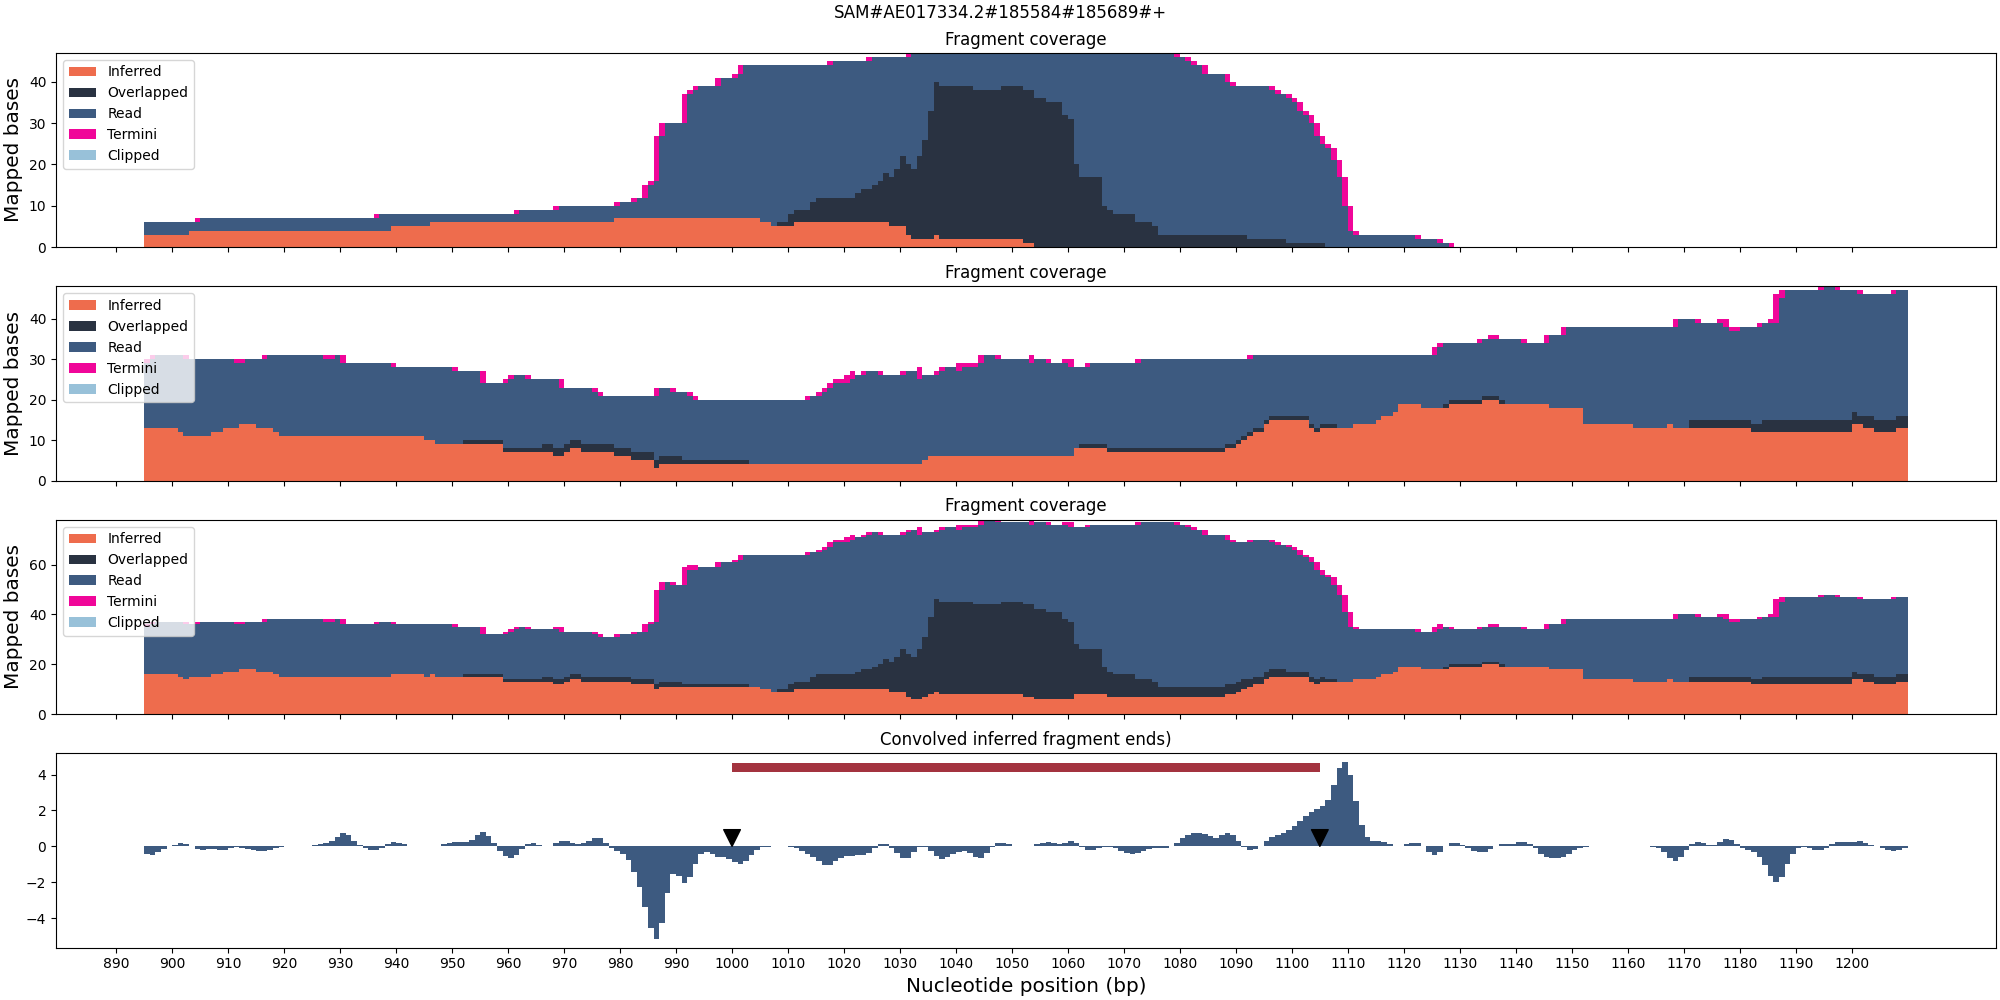 SAM#AE017334.2#185584#185689#+
Fragment coverage
Mapped bases
40
30
20
10
0
Inferred
Overlapped
Read
Termini
Clipped
Fragment coverage
Mapped bases
40
30
20
10
0
Inferred
Overlapped
Read
Termini
Clipped
Fragment coverage
Mapped bases
60
40
20
0
Inferred
Overlapped
Read
Termini
Clipped
Convolved inferred fragment ends)
4
2
0
−2
−4
890 900 910 920 930 940 950 960 970 980 990 1000 1010 1020 1030 1040 1050 1060 1070 1080 1090 1100 1110 1120 1130 1140 1150 1160 1170 1180 1190 1200
Nucleotide position (bp)